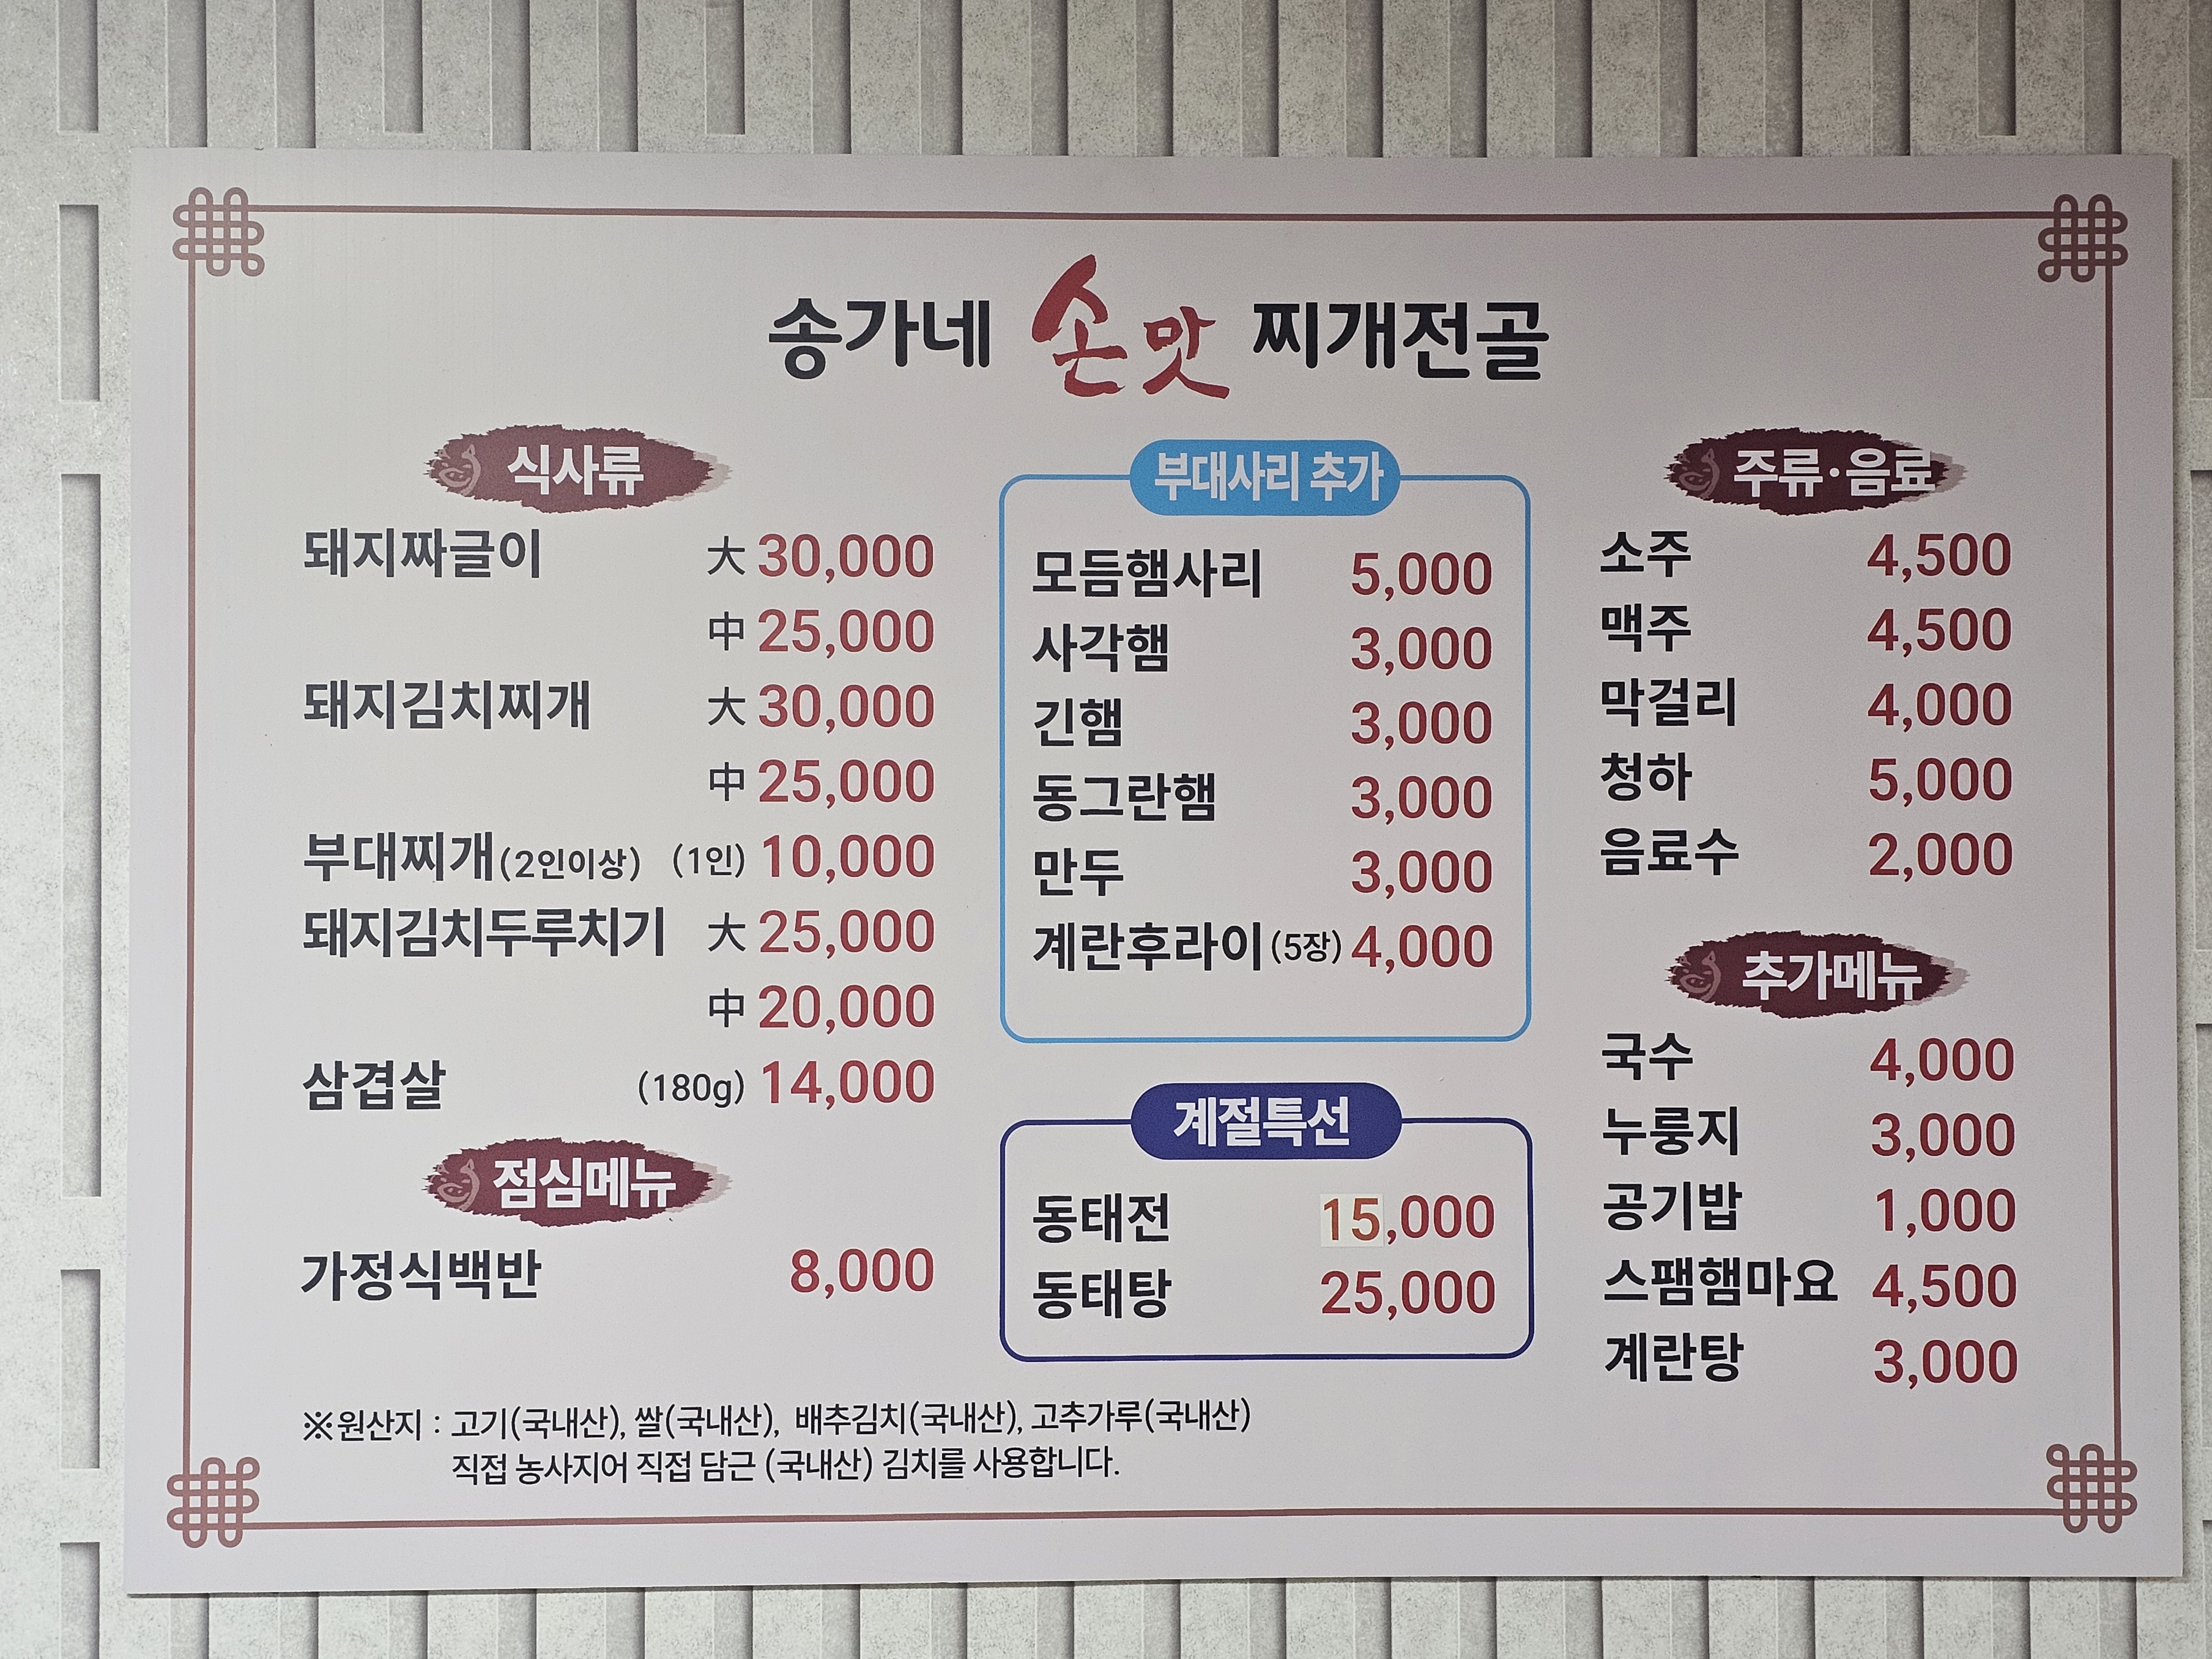 송가네 손맛 찌개전골
식사류
돼지짜글이 大 30,000
中 25,000
돼지김치찌개 大 30,000
中 25,000
부대찌개(2인이상) (1인) 10,000
돼지김치두루치기 大 25,000
中 20,000
삼겹살 (180g) 14,000
점심메뉴
가정식백반 8,000
부대사리 추가
모듬햄사리 5,000
사각햄 3,000
긴햄 3,000
동그란햄 3,000
만두 3,000
계란후라이(5장) 4,000
계절특선
동태전 15,000
동태탕 25,000
주류·음료
소주 4,500
맥주 4,500
막걸리 4,000
청하 5,000
음료수 2,000
추가메뉴
국수 4,000
누룽지 3,000
공기밥 1,000
스팸햄마요 4,500
계란탕 3,000
※원산지 : 고기(국내산), 쌀(국내산), 배추김치(국내산), 고추가루(국내산)
직접 농사지어 직접 담근 (국내산) 김치를 사용합니다.